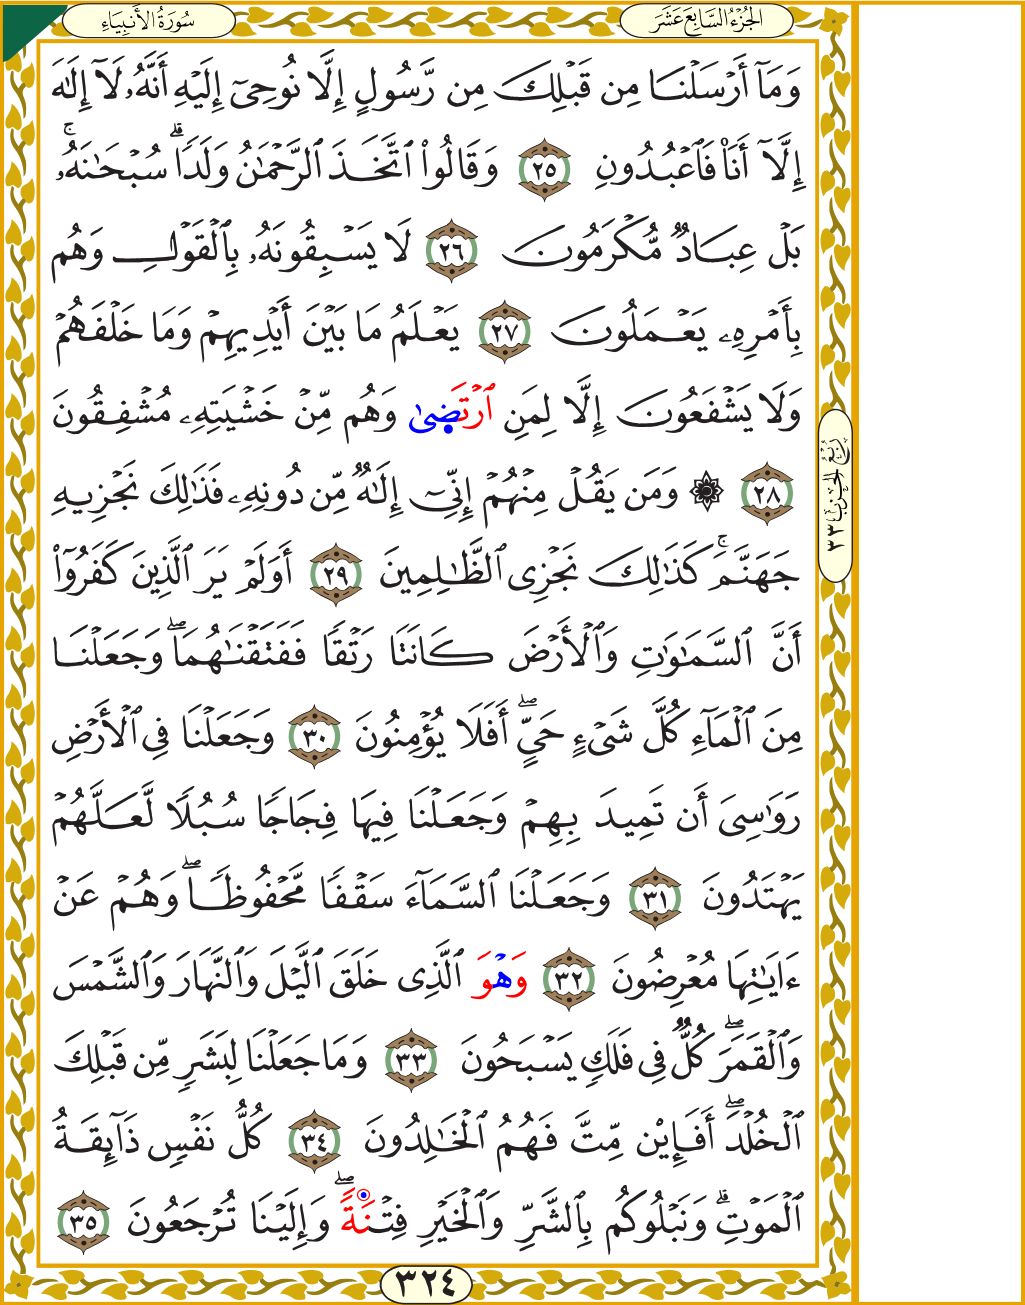 سُورَةُ الأَنبِيَاءِ
الجُزْءُ السَّابِعَ عَشَرَ
وَمَآ أَرْسَلْنَا مِن قَبْلِكَ مِن رَّسُولٍ إِلَّا نُوحِىٓ إِلَيْهِ أَنَّهُۥ لَآ إِلَٰهَ
إِلَّآ أَنَا۠ فَٱعْبُدُونِ ٢٥ وَقَالُوا۟ ٱتَّخَذَ ٱلرَّحْمَٰنُ وَلَدًا ۗ سُبْحَٰنَهُۥ ۚ
بَلْ عِبَادٌ مُّكْرَمُونَ ٢٦ لَا يَسْبِقُونَهُۥ بِٱلْقَوْلِ وَهُم
بِأَمْرِهِۦ يَعْمَلُونَ ٢٧ يَعْلَمُ مَا بَيْنَ أَيْدِيهِمْ وَمَا خَلْفَهُمْ
وَلَا يَشْفَعُونَ إِلَّا لِمَنِ ٱرْتَضِىٰ وَهُم مِّنْ خَشْيَتِهِۦ مُشْفِقُونَ
٢٨ ۞ وَمَن يَقُلْ مِنْهُمْ إِنِّىٓ إِلَٰهٌ مِّن دُونِهِۦ فَذَٰلِكَ نَجْزِيهِ
جَهَنَّمَ ۚ كَذَٰلِكَ نَجْزِى ٱلظَّٰلِمِينَ ٢٩ أَوَلَمْ يَرَ ٱلَّذِينَ كَفَرُوٓا۟
أَنَّ ٱلسَّمَٰوَٰتِ وَٱلْأَرْضَ كَانَتَا رَتْقًا فَفَتَقْنَٰهُمَا ۖ وَجَعَلْنَا
مِنَ ٱلْمَآءِ كُلَّ شَىْءٍ حَىٍّ ۖ أَفَلَا يُؤْمِنُونَ ٣٠ وَجَعَلْنَا فِى ٱلْأَرْضِ
رَوَٰسِىَ أَن تَمِيدَ بِهِمْ وَجَعَلْنَا فِيهَا فِجَاجًا سُبُلًا لَّعَلَّهُمْ
يَهْتَدُونَ ٣١ وَجَعَلْنَا ٱلسَّمَآءَ سَقْفًا مَّحْفُوظًا ۖ وَهُمْ عَنْ
ءَايَٰتِهَا مُعْرِضُونَ ٣٢ وَهْوَ ٱلَّذِى خَلَقَ ٱلَّيْلَ وَٱلنَّهَارَ وَٱلشَّمْسَ
وَٱلْقَمَرَ ۖ كُلٌّ فِى فَلَكٍ يَسْبَحُونَ ٣٣ وَمَا جَعَلْنَا لِبَشَرٍ مِّن قَبْلِكَ
ٱلْخُلْدَ ۖ أَفَإِي۟ن مِّتَّ فَهُمُ ٱلْخَٰلِدُونَ ٣٤ كُلُّ نَفْسٍ ذَآئِقَةُ
ٱلْمَوْتِ ۗ وَنَبْلُوكُم بِٱلشَّرِّ وَٱلْخَيْرِ فِتْنَةً ۖ وَإِلَيْنَا تُرْجَعُونَ ٣٥
رُبُعُ الحِزْبِ ٣٣
٣٢٤